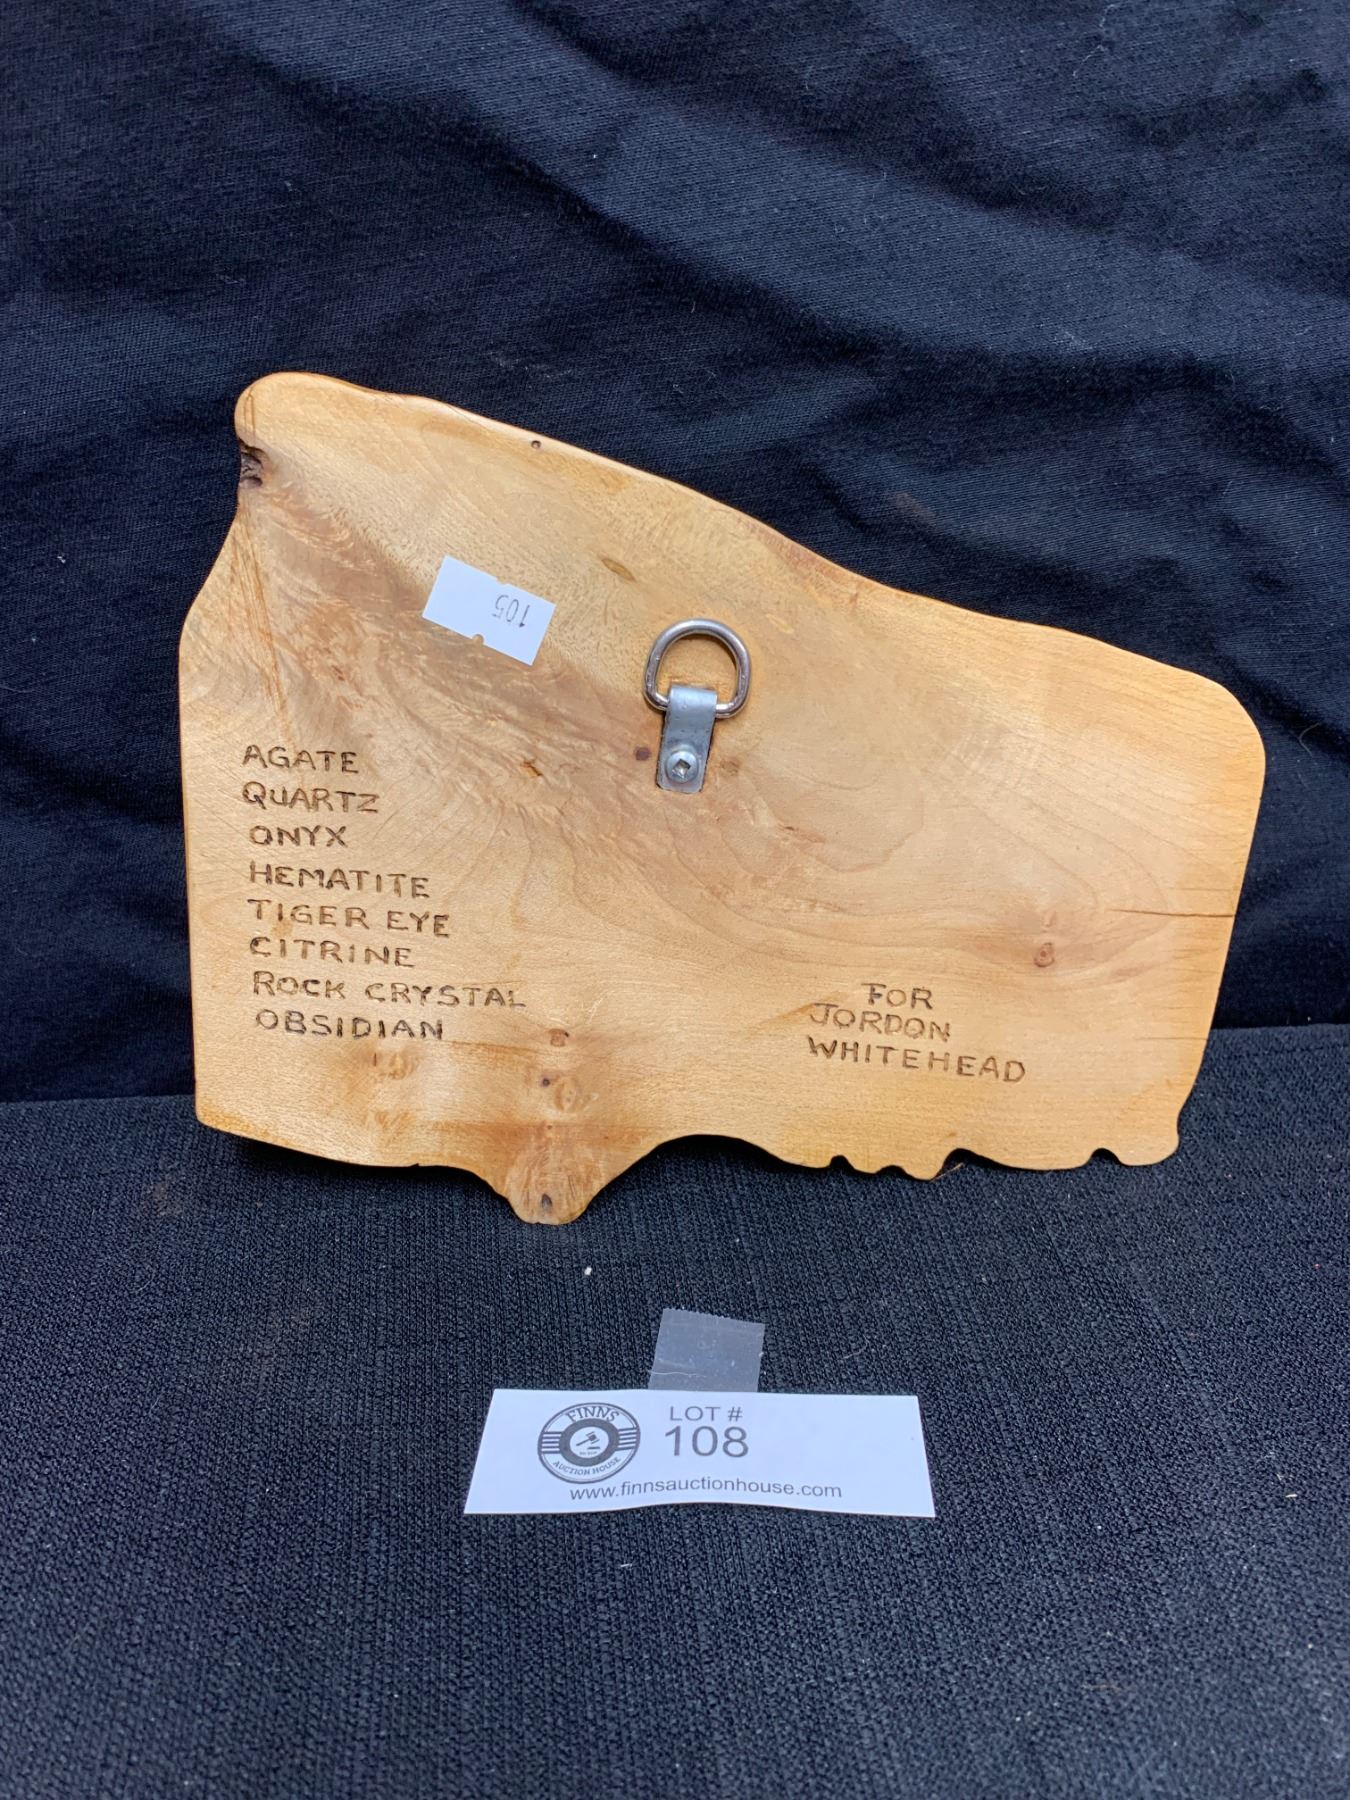 105
AGATE
QUARTZ
ONYX
HEMATITE
TIGER EYE
CITRINE
ROCK CRYSTAL
OBSIDIAN
FOR
JORDON
WHITEHEAD
FINNS
AUCTION HOUSE
LOT #
108
www.finnsauctionhouse.com